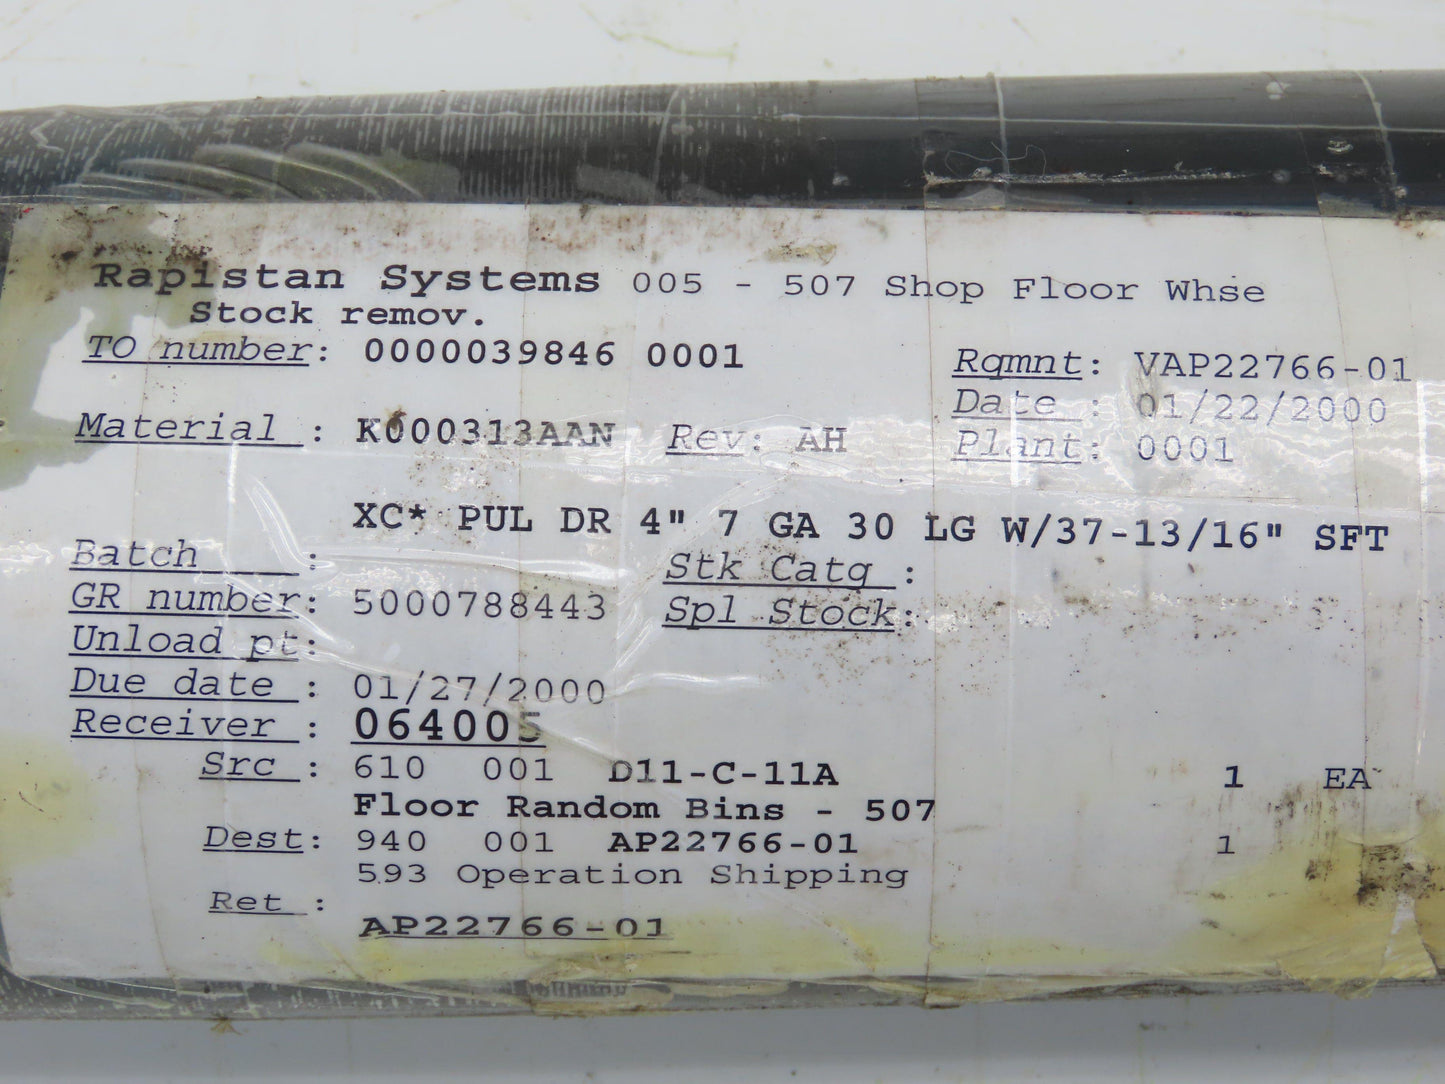 Rapistan Systems 005 - 507 Shop Floor Whse
Stock remov.
TO number: 0000039846 0001
Rqmnt: VAP22766-01
Date : 01/22/2000
Material : K000313AAN Rev: AH
Plant: 0001
XC* PUL DR 4" 7 GA 30 LG W/37-13/16" SFT
Batch :
Stk Catg :
GR number: 5000788443
Spl Stock:
Unload pt:
Due date : 01/27/2000
Receiver : 064005
Src : 610 001 D11-C-11A 1 EA
Floor Random Bins - 507
Dest: 940 001 AP22766-01 1
593 Operation Shipping
Ret :
AP22766-01